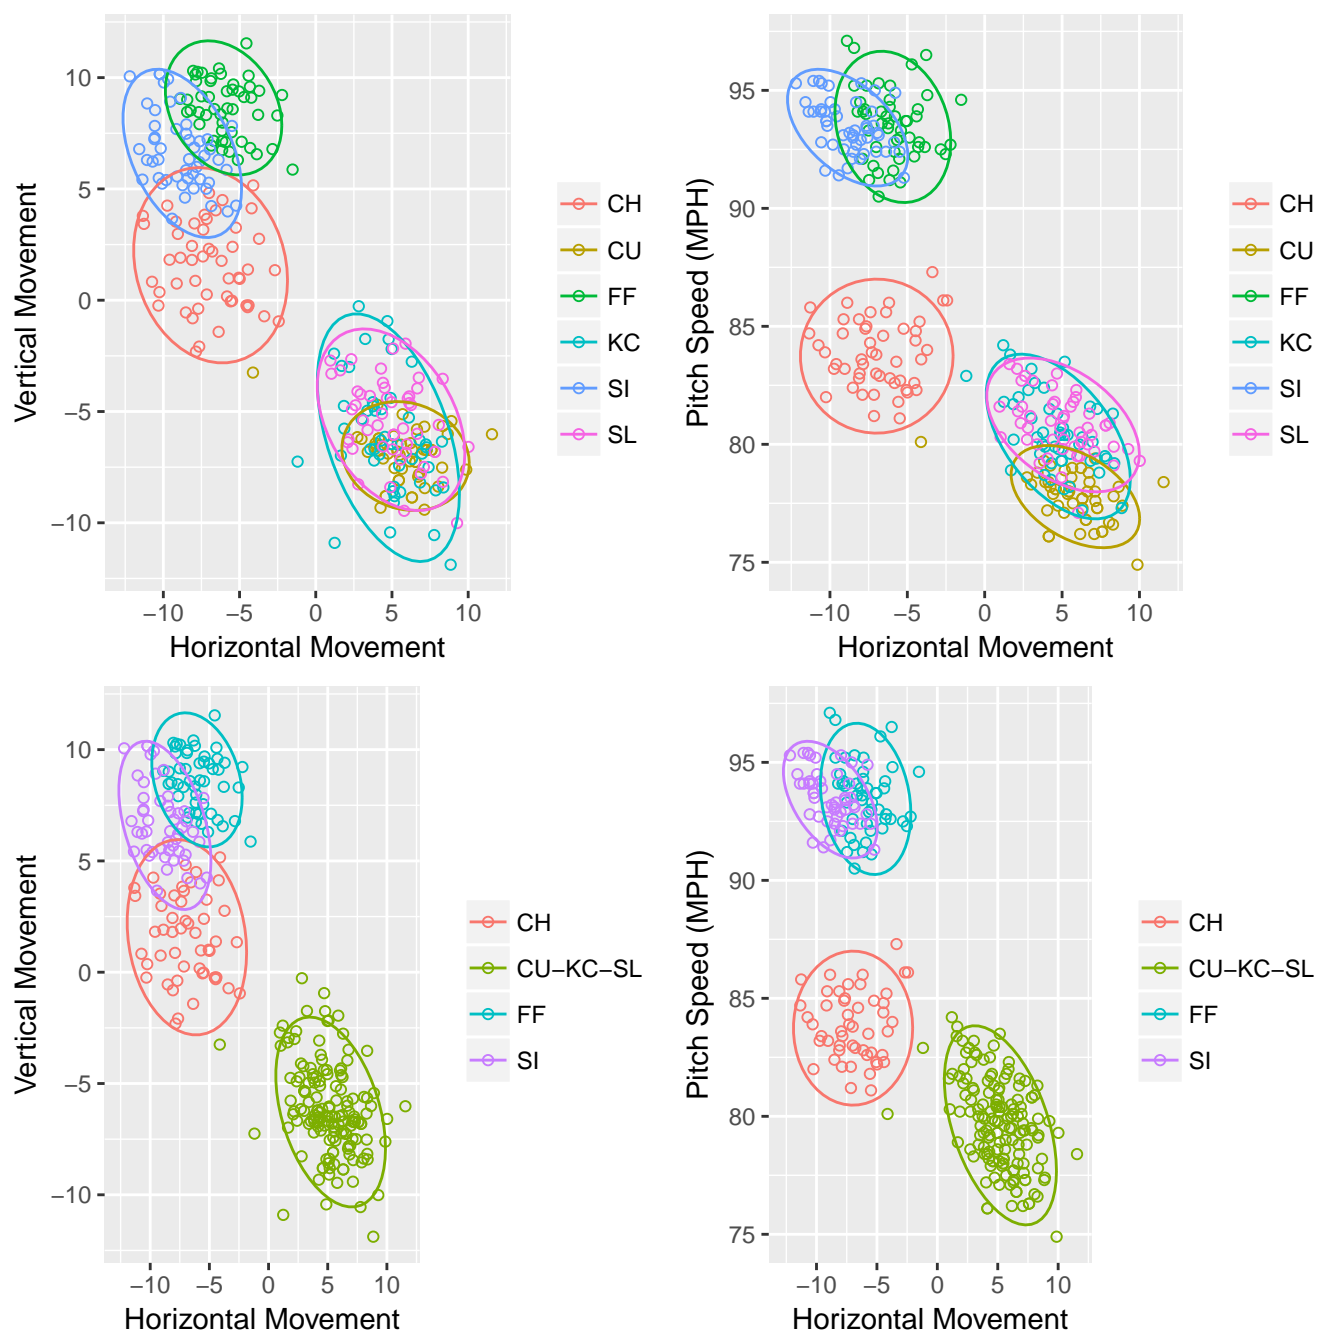 10
5
0
−5
−10
−10
−5
0
5
10
Vertical Movement
Horizontal Movement
CH
CU
FF
KC
SI
SL
95
90
85
80
75
−10
−5
0
5
10
Pitch Speed (MPH)
Horizontal Movement
CH
CU
FF
KC
SI
SL
10
5
0
−5
−10
−10
−5
0
5
10
Vertical Movement
Horizontal Movement
CH
CU−KC−SL
FF
SI
95
90
85
80
75
−10
−5
0
5
10
Pitch Speed (MPH)
Horizontal Movement
CH
CU−KC−SL
FF
SI